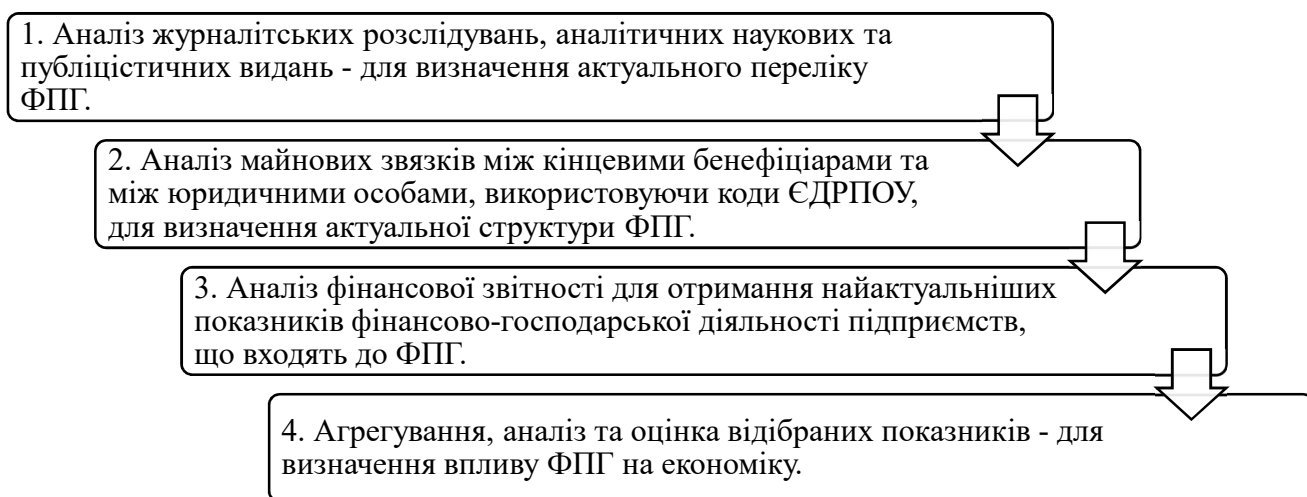 1. Аналіз журналітських розслідувань, аналітичних наукових та
публіцистичних видань - для визначення актуального переліку
ФПГ.
2. Аналіз майнових звязків між кінцевими бенефіціарами та
між юридичними особами, використовуючи коди ЄДРПОУ,
для визначення актуальної структури ФПГ.
3. Аналіз фінансової звітності для отримання найактуальніших
показників фінансово-господарської діяльності підприємств,
що входять до ФПГ.
4. Агрегування, аналіз та оцінка відібраних показників - для
визначення впливу ФПГ на економіку.